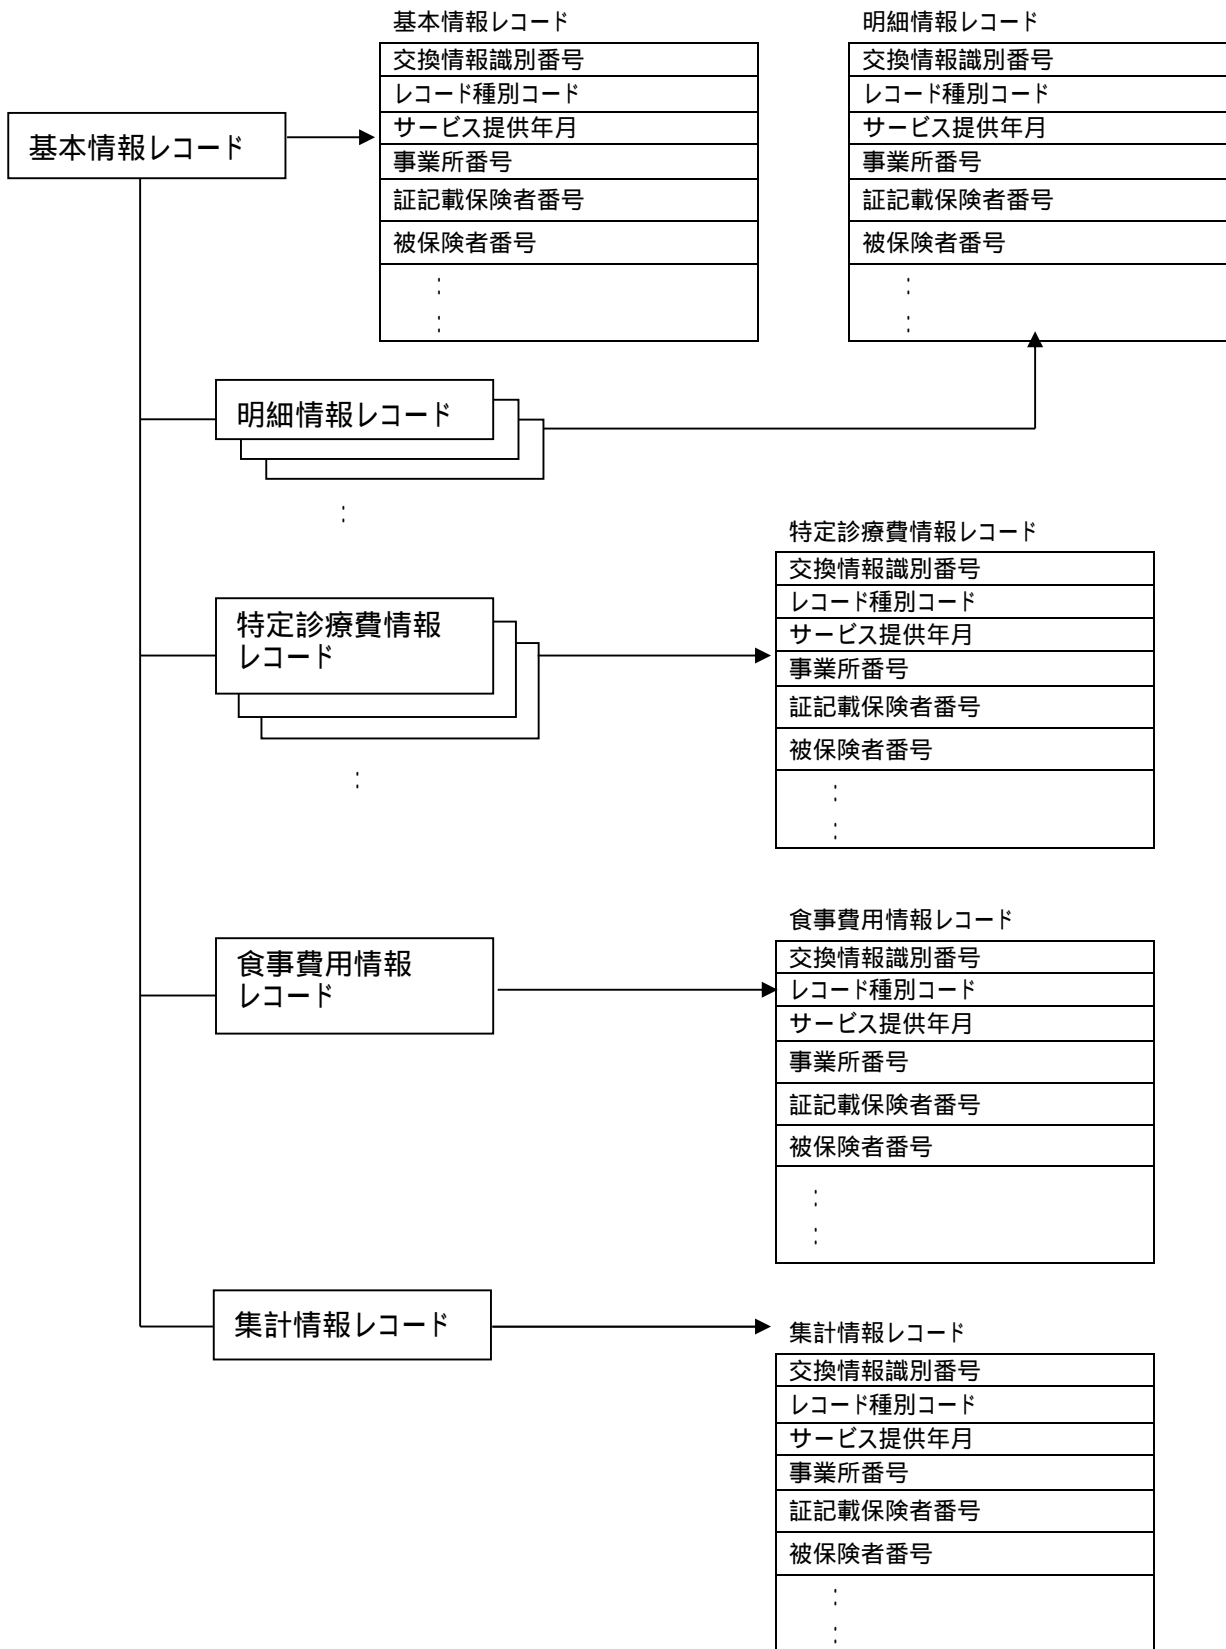 基本情報レコード
交換情報識別番号
レコード種別コード
サービス提供年月
事業所番号
証記載保険者番号
被保険者番号
:
:
明細情報レコード
交換情報識別番号
レコード種別コード
サービス提供年月
事業所番号
証記載保険者番号
被保険者番号
:
:
基本情報レコード
明細情報レコード
:
特定診療費情報レコード
交換情報識別番号
レコード種別コード
サービス提供年月
事業所番号
証記載保険者番号
被保険者番号
:
:
特定診療費情報
レコード
:
食事費用情報レコード
交換情報識別番号
レコード種別コード
サービス提供年月
事業所番号
証記載保険者番号
被保険者番号
:
:
食事費用情報
レコード
集計情報レコード
集計情報レコード
交換情報識別番号
レコード種別コード
サービス提供年月
事業所番号
証記載保険者番号
被保険者番号
:
: